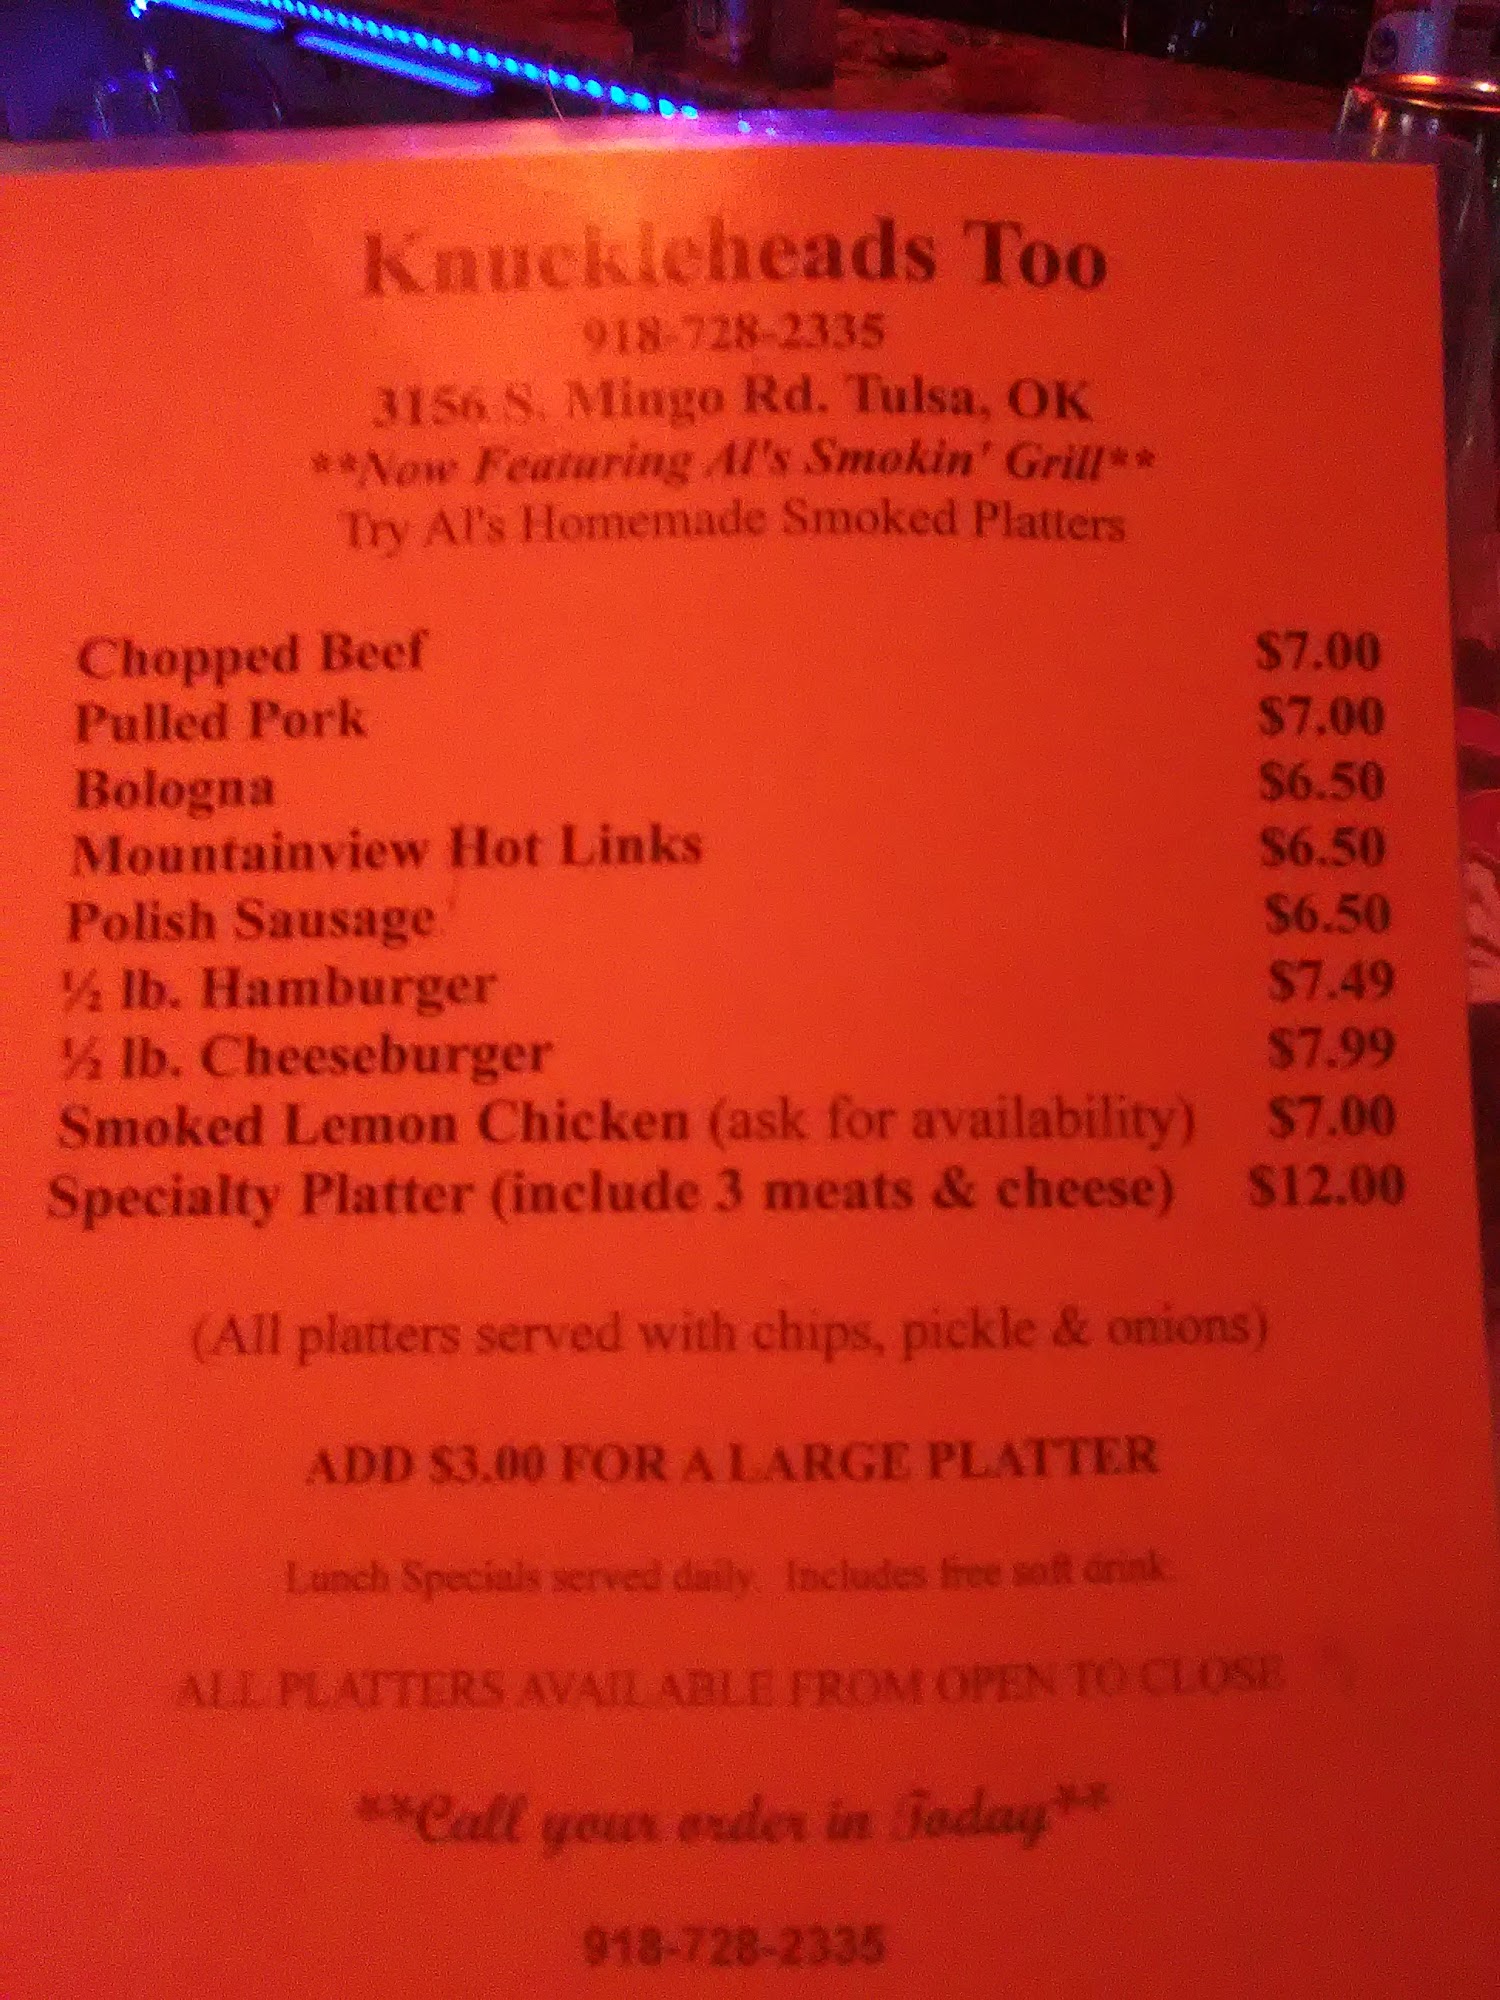 Knuckleheads Too
918-728-2335
3156 S. Mingo Rd. Tulsa, OK
**Now Featuring Al's Smokin' Grill**
Try Al's Homemade Smoked Platters
Chopped Beef $7.00
Pulled Pork $7.00
Bologna $6.50
Mountainview Hot Links $6.50
Polish Sausage $6.50
½ lb. Hamburger $7.49
½ lb. Cheeseburger $7.99
Smoked Lemon Chicken (ask for availability) $7.00
Specialty Platter (include 3 meats & cheese) $12.00
(All platters served with chips, pickle & onions)
ADD $3.00 FOR A LARGE PLATTER
Lunch Specials served daily. Includes free soft drink
ALL PLATTERS AVAILABLE FROM OPEN TO CLOSE
**Call your order in Today**
918-728-2335